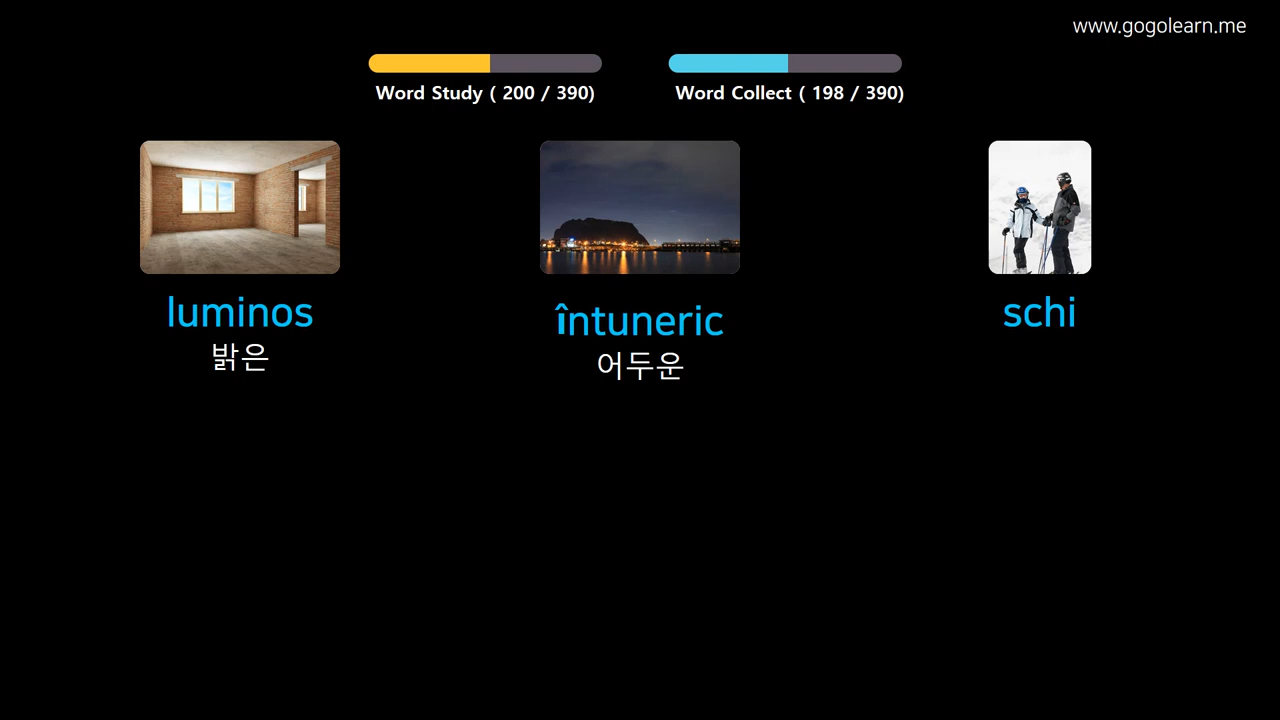 www.gogolearn.me
Word Study ( 200 / 390)
Word Collect ( 198 / 390)
luminos
밝은
întuneric
어두운
schi